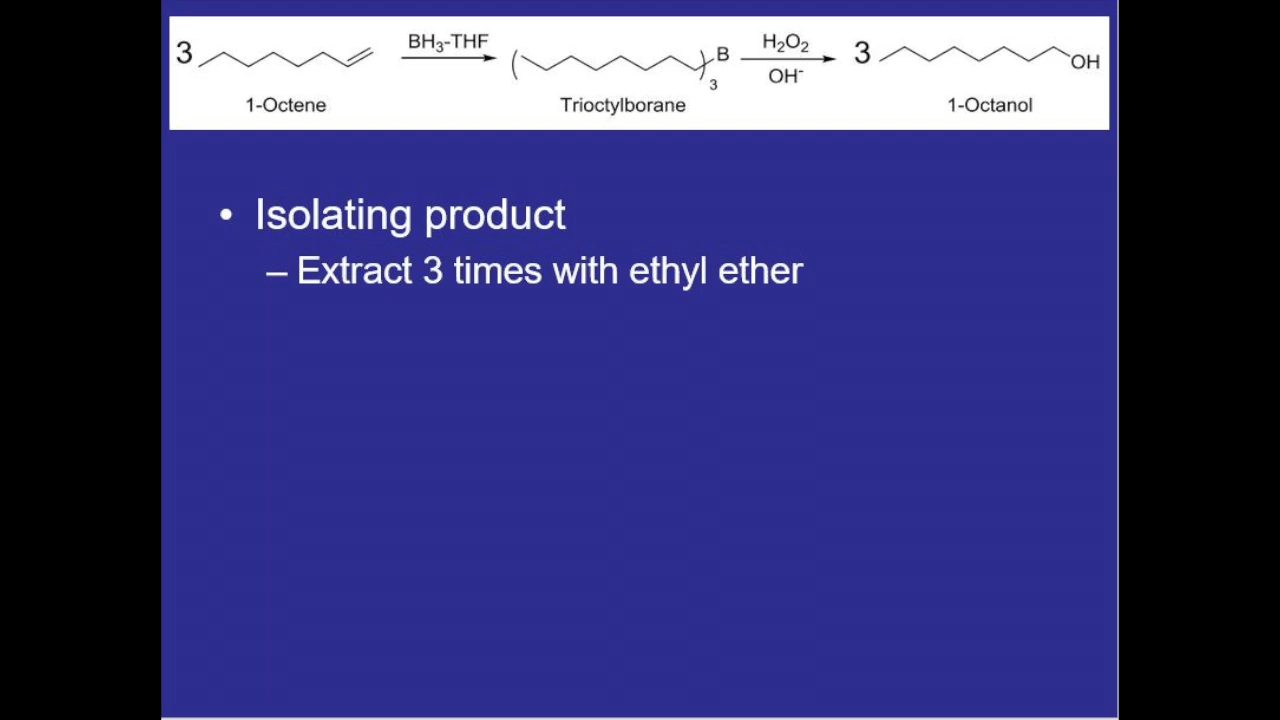 3 BH₃-THF ( )₃ B H₂O₂ OH⁻ 3 OH
1-Octene Trioctylborane 1-Octanol
• Isolating product
– Extract 3 times with ethyl ether